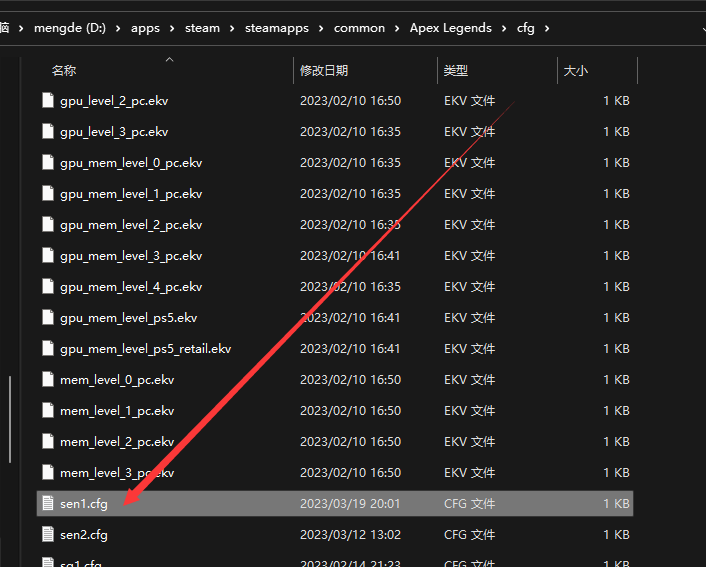 脑 › mengde (D:) › apps › steam › steamapps › common › Apex Legends › cfg ›
名称 修改日期 类型 大小
gpu_level_2_pc.ekv 2023/02/10 16:50 EKV 文件 1 KB
gpu_level_3_pc.ekv 2023/02/10 16:35 EKV 文件 1 KB
gpu_mem_level_0_pc.ekv 2023/02/10 16:35 EKV 文件 1 KB
gpu_mem_level_1_pc.ekv 2023/02/10 16:35 EKV 文件 1 KB
gpu_mem_level_2_pc.ekv 2023/02/10 16:35 EKV 文件 1 KB
gpu_mem_level_3_pc.ekv 2023/02/10 16:41 EKV 文件 1 KB
gpu_mem_level_4_pc.ekv 2023/02/10 16:35 EKV 文件 1 KB
gpu_mem_level_ps5.ekv 2023/02/10 16:41 EKV 文件 1 KB
gpu_mem_level_ps5_retail.ekv 2023/02/10 16:41 EKV 文件 1 KB
mem_level_0_pc.ekv 2023/02/10 16:50 EKV 文件 1 KB
mem_level_1_pc.ekv 2023/02/10 16:50 EKV 文件 1 KB
mem_level_2_pc.ekv 2023/02/10 16:50 EKV 文件 1 KB
mem_level_3_pc.ekv 2023/02/10 16:50 EKV 文件 1 KB
sen1.cfg 2023/03/19 20:01 CFG 文件 1 KB
sen2.cfg 2023/03/12 13:02 CFG 文件 1 KB
sq1.cfg 2023/02/14 21:23 CFG 文件 1 KB